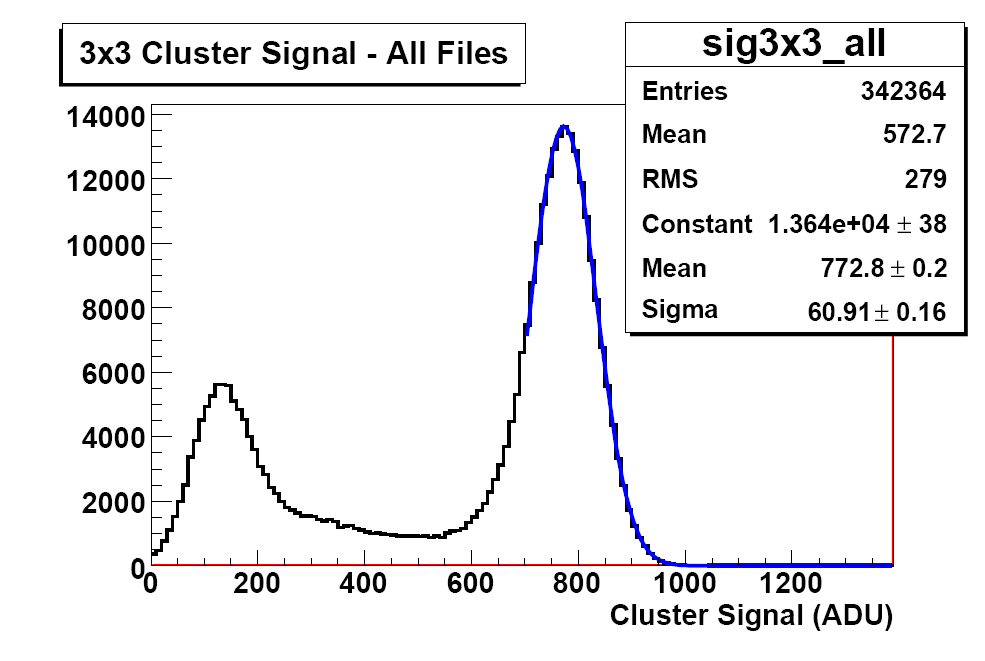 3x3 Cluster Signal - All Files
sig3x3_all
Entries 342364
Mean 572.7
RMS 279
Constant 1.364e+04 ± 38
Mean 772.8 ± 0.2
Sigma 60.91 ± 0.16
14000
12000
10000
8000
6000
4000
2000
0
0 200 400 600 800 1000 1200
Cluster Signal (ADU)